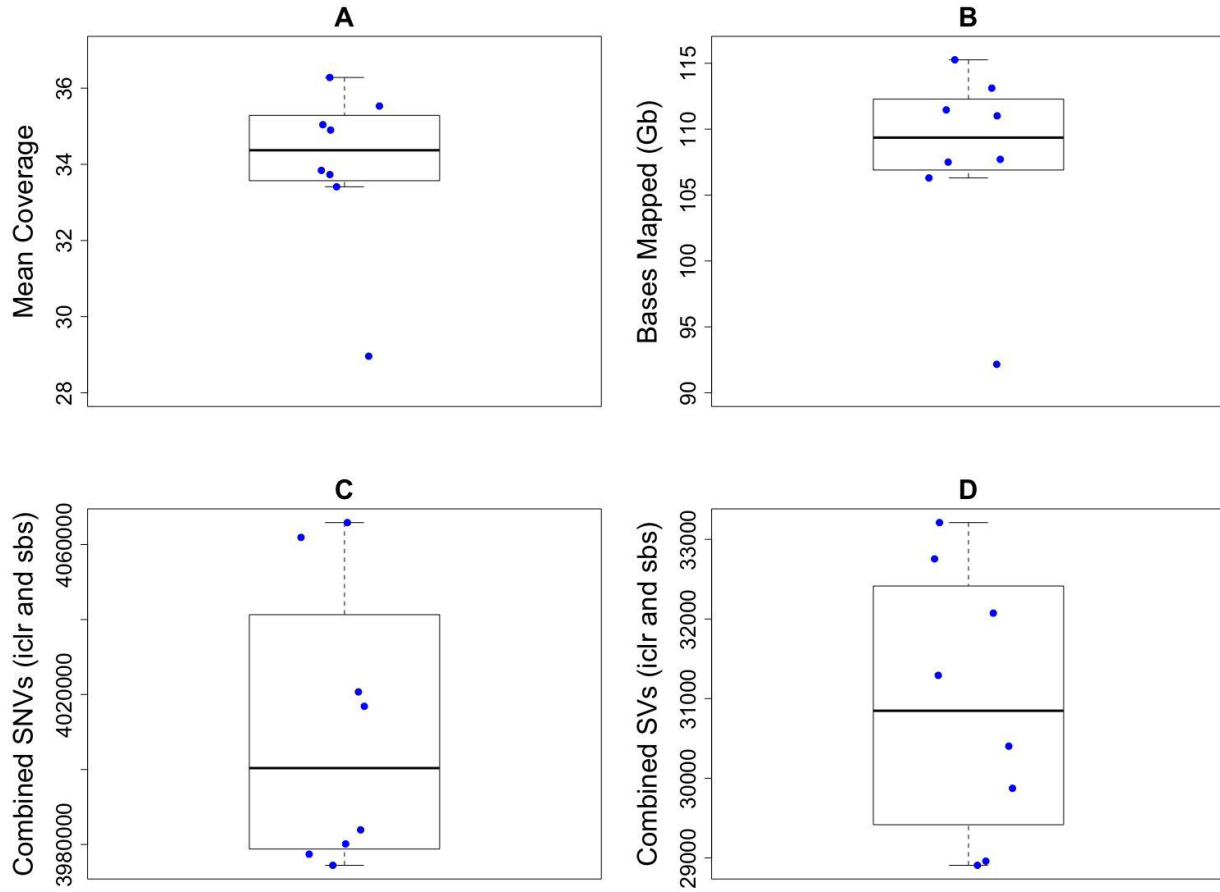 A
Mean Coverage
36
34
32
30
28
B
Bases Mapped (Gb)
115
110
105
100
95
90
C
Combined SNVs (iclr and sbs)
4060000
4020000
3980000
D
Combined SVs (iclr and sbs)
33000
32000
31000
30000
29000